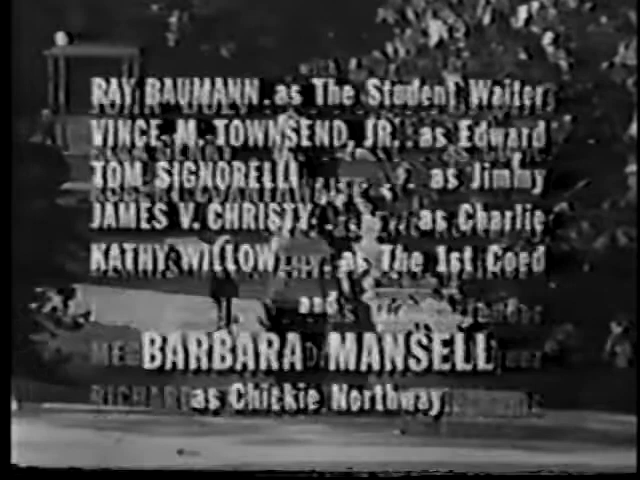 RAY BAUMANN as The Student Waiter
VINCE M. TOWNSEND, JR. as Edward
TOM SIGNORELLI as Jimmy
JAMES V. CHRISTY as Charlie
KATHY WILLOW as The 1st Coed
and
BARBARA MANSELL
as Chickie Northway